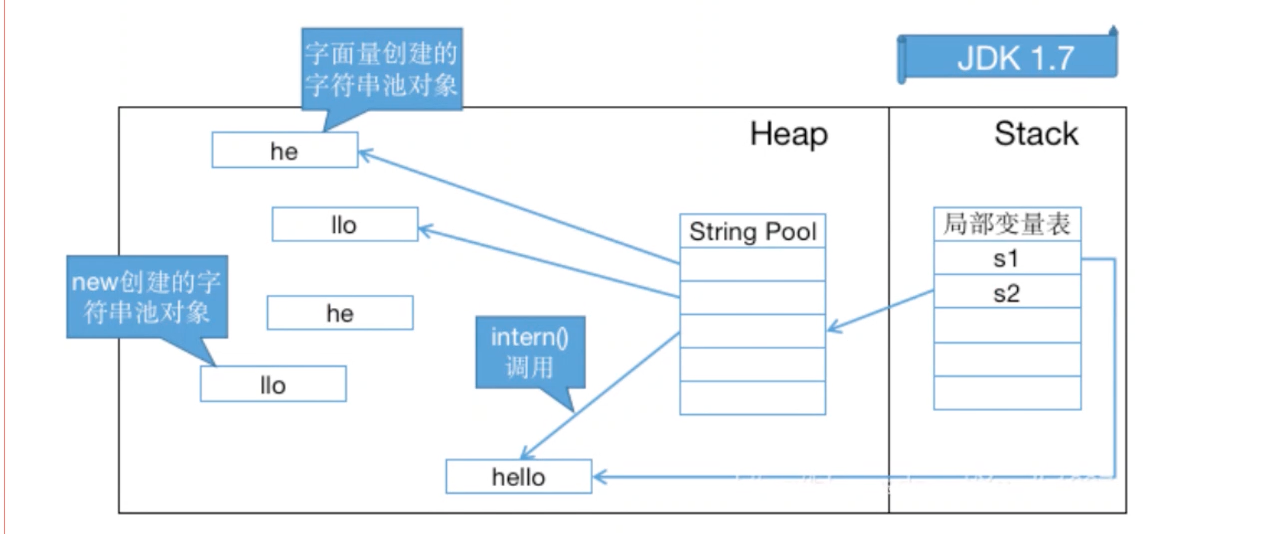 字面量创建的
字符串池对象
JDK 1.7
Heap
Stack
he
llo
String Pool
局部变量表
s1
s2
new创建的字
符串池对象
he
intern()
调用
llo
hello